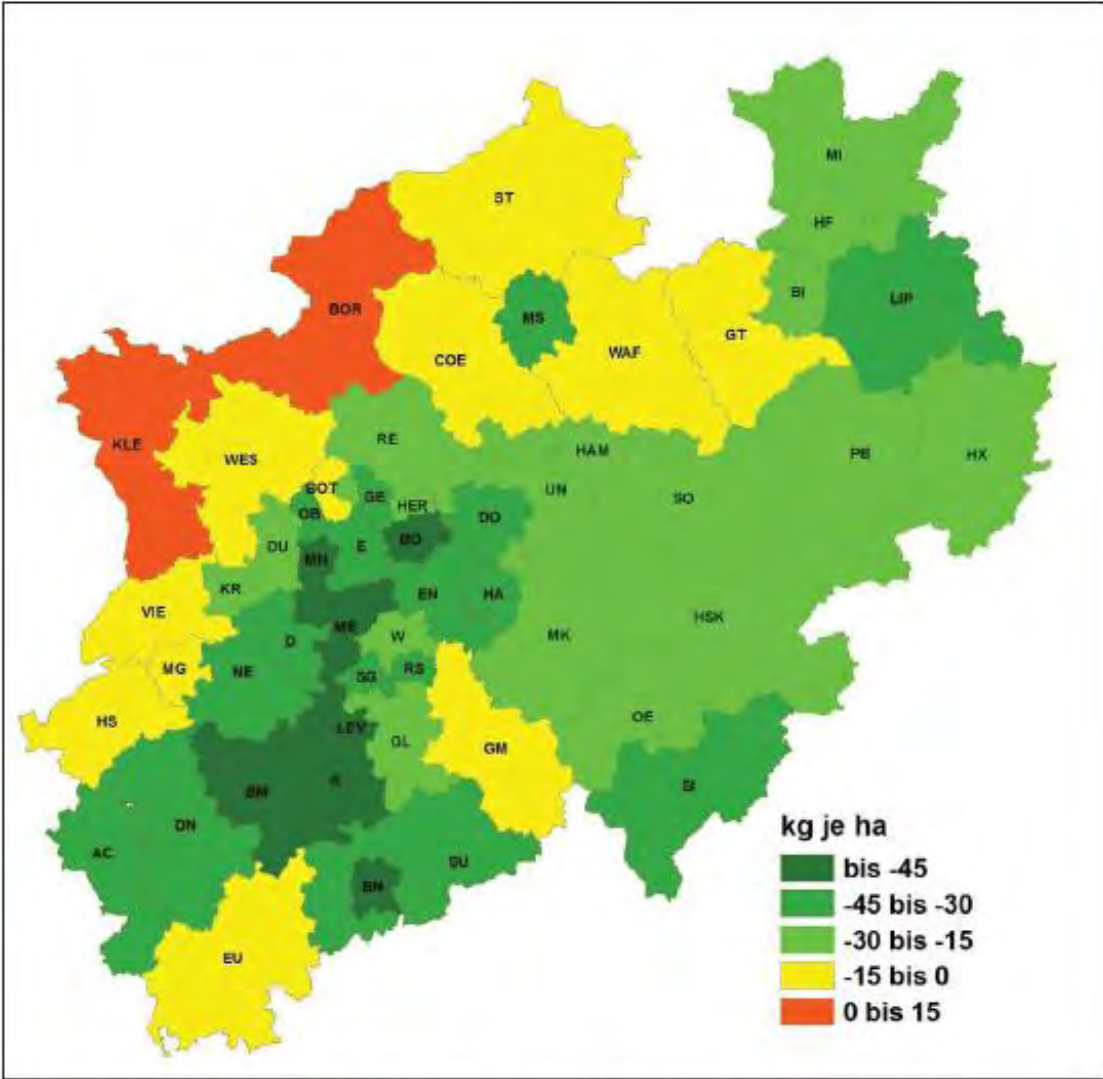 MI
ST
HF
BI
LIP
BOR
MS
GT
WAF
COE
RE
KLE
HAM
PB
HX
WES
UN
BOT
SO
GE
HER
OB
DO
DU
E
BO
MH
KR
EN
HA
VIE
HSK
ME
W
MK
D
MG
NE
SG
RS
HS
OE
LEV
GL
GM
K
BM
SI
DN
AC
SU
BN
EU
kg je ha
bis -45
-45 bis -30
-30 bis -15
-15 bis 0
0 bis 15